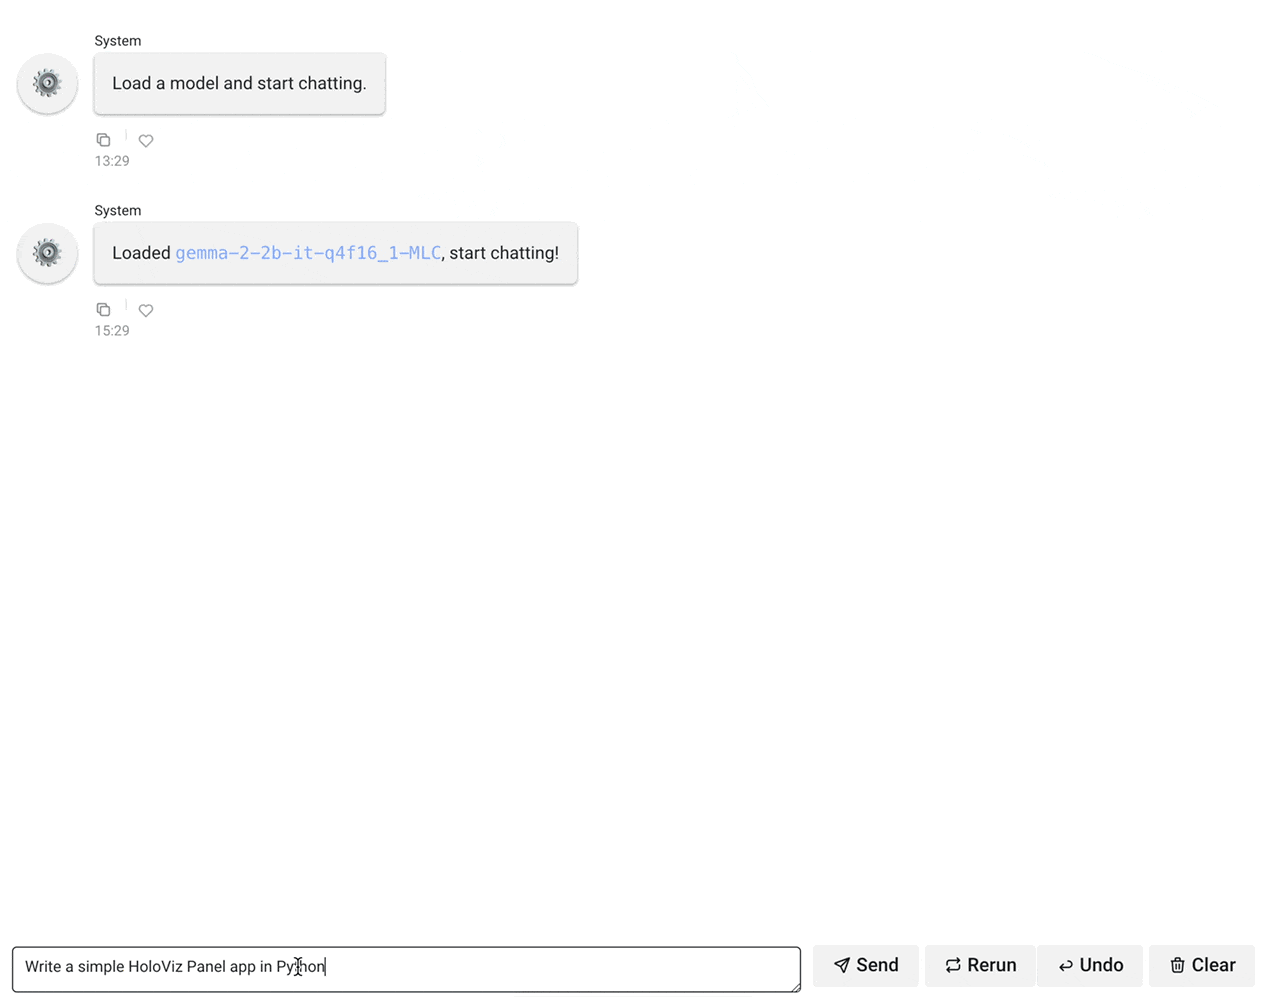 System
Load a model and start chatting.
13:29
System
Loaded gemma-2-2b-it-q4f16_1-MLC, start chatting!
15:29
Write a simple HoloViz Panel app in Python
Send
Rerun
Undo
Clear